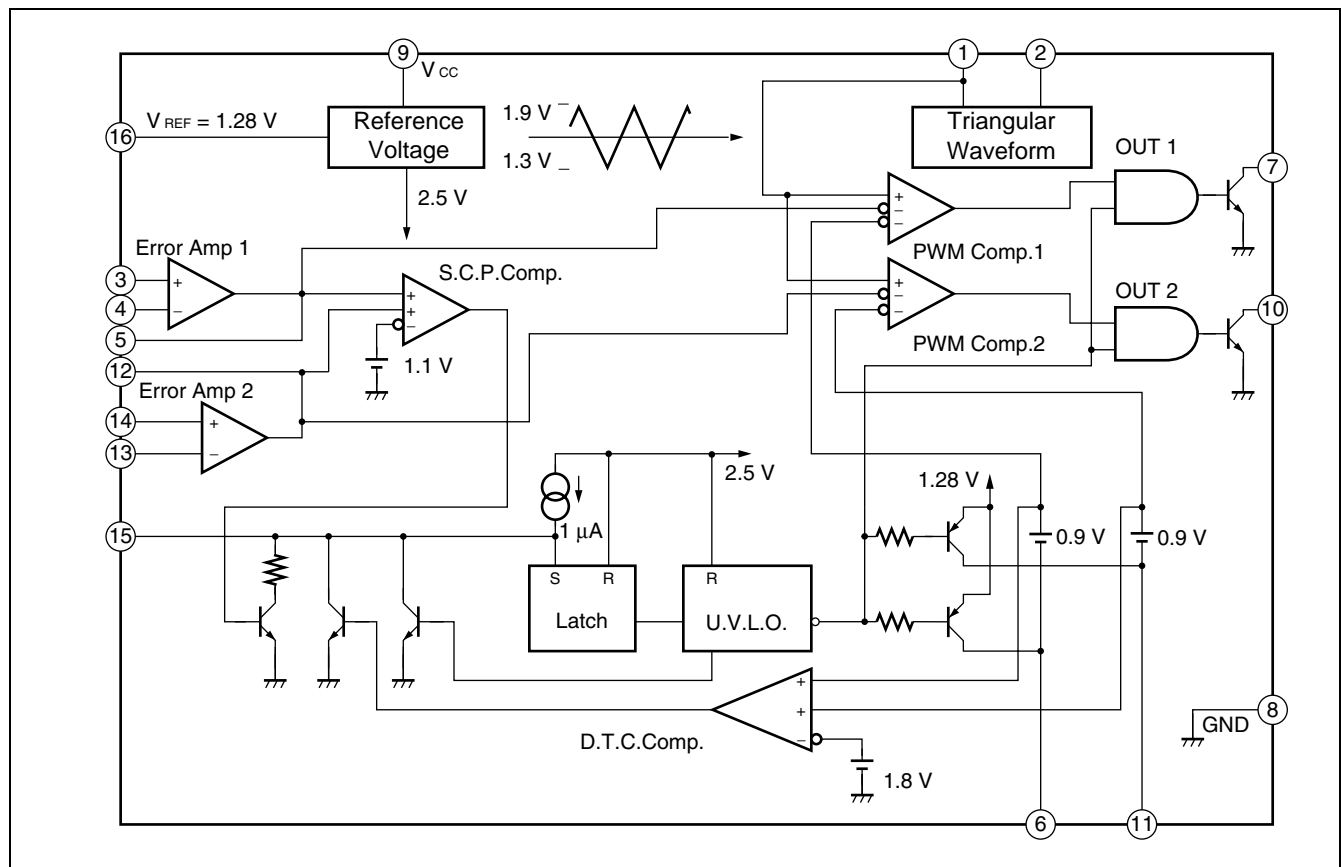 9
1
2
V CC
16
V REF = 1.28 V
Reference
Voltage
1.9 V
1.3 V
Triangular
Waveform
OUT 1
7
2.5 V
+
−
−
PWM Comp.1
Error Amp 1
3
4
5
+
−
S.C.P.Comp.
+
+
−
1.1 V
+
−
−
PWM Comp.2
OUT 2
10
12
Error Amp 2
14
13
+
−
2.5 V
1.28 V
15
1 μA
0.9 V
0.9 V
S
R
Latch
R
U.V.L.O.
+
+
−
D.T.C.Comp.
1.8 V
8
GND
6
11